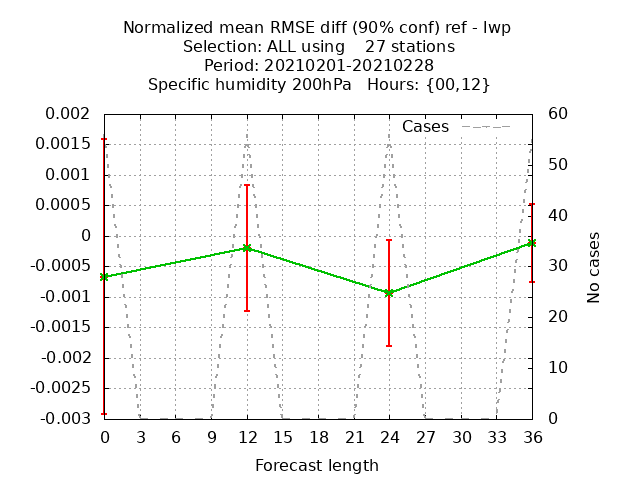 Normalized mean RMSE diff (90% conf) ref - lwp
Selection: ALL using    27 stations
Period: 20210201-20210228
Specific humidity 200hPa   Hours: {00,12}
Cases
0.002
0.0015
0.001
0.0005
0
-0.0005
-0.001
-0.0015
-0.002
-0.0025
-0.003
60
50
40
30
20
10
0
No cases
0 3 6 9 12 15 18 21 24 27 30 33 36
Forecast length